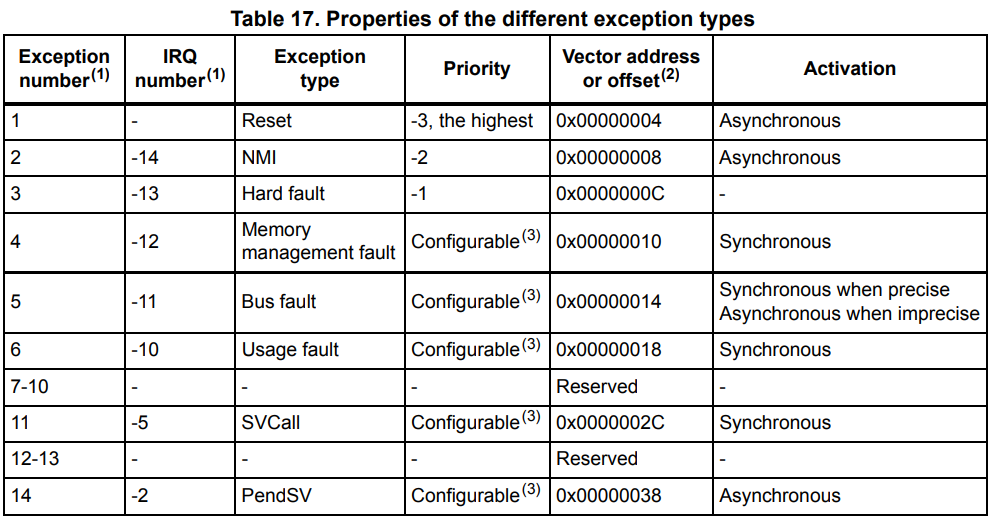 Table 17. Properties of the different exception types
Exception number(1) IRQ number(1) Exception type Priority Vector address or offset(2) Activation
1 - Reset -3, the highest 0x00000004 Asynchronous
2 -14 NMI -2 0x00000008 Asynchronous
3 -13 Hard fault -1 0x0000000C -
4 -12 Memory management fault Configurable(3) 0x00000010 Synchronous
5 -11 Bus fault Configurable(3) 0x00000014 Synchronous when precise Asynchronous when imprecise
6 -10 Usage fault Configurable(3) 0x00000018 Synchronous
7-10 - - - Reserved -
11 -5 SVCall Configurable(3) 0x0000002C Synchronous
12-13 - - - Reserved -
14 -2 PendSV Configurable(3) 0x00000038 Asynchronous